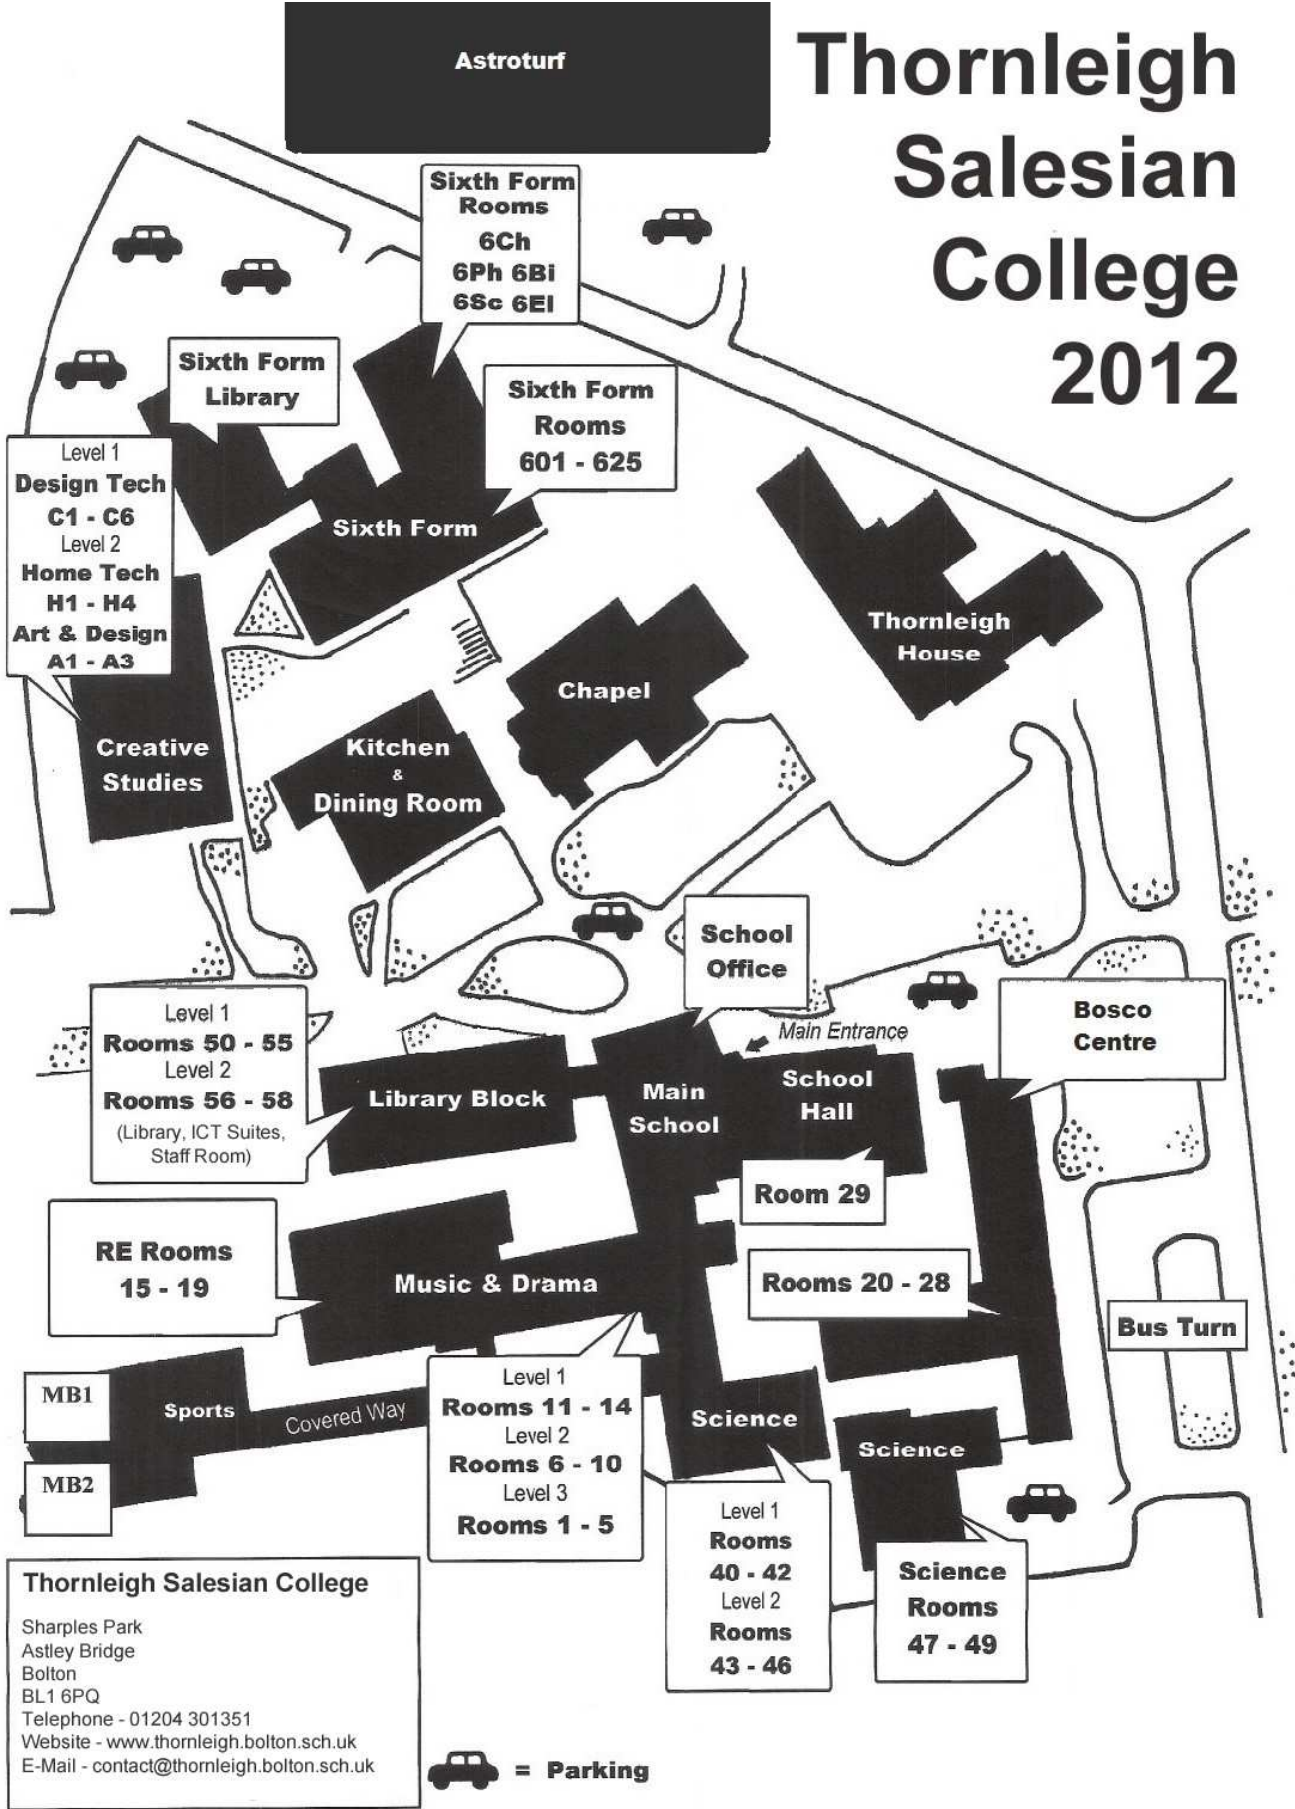 Astroturf
Thornleigh
Salesian
College
2012
Sixth Form
Rooms
6Ch
6Ph 6Bi
6Sc 6El
Sixth Form
Library
Sixth Form
Rooms
601 - 625
Level 1
Design Tech
C1 - C6
Level 2
Home Tech
H1 - H4
Art & Design
A1 - A3
Sixth Form
Thornleigh
House
Chapel
Creative
Studies
Kitchen
&
Dining Room
School
Office
Main Entrance
Bosco
Centre
Level 1
Rooms 50 - 55
Level 2
Rooms 56 - 58
(Library, ICT Suites,
Staff Room)
Library Block
Main
School
School
Hall
Room 29
RE Rooms
15 - 19
Music & Drama
Rooms 20 - 28
Bus Turn
MB1
MB2
Sports
Covered Way
Level 1
Rooms 11 - 14
Level 2
Rooms 6 - 10
Level 3
Rooms 1 - 5
Science
Science
Level 1
Rooms
40 - 42
Level 2
Rooms
43 - 46
Science
Rooms
47 - 49
Thornleigh Salesian College
Sharples Park
Astley Bridge
Bolton
BL1 6PQ
Telephone - 01204 301351
Website - www.thornleigh.bolton.sch.uk
E-Mail - contact@thornleigh.bolton.sch.uk
= Parking